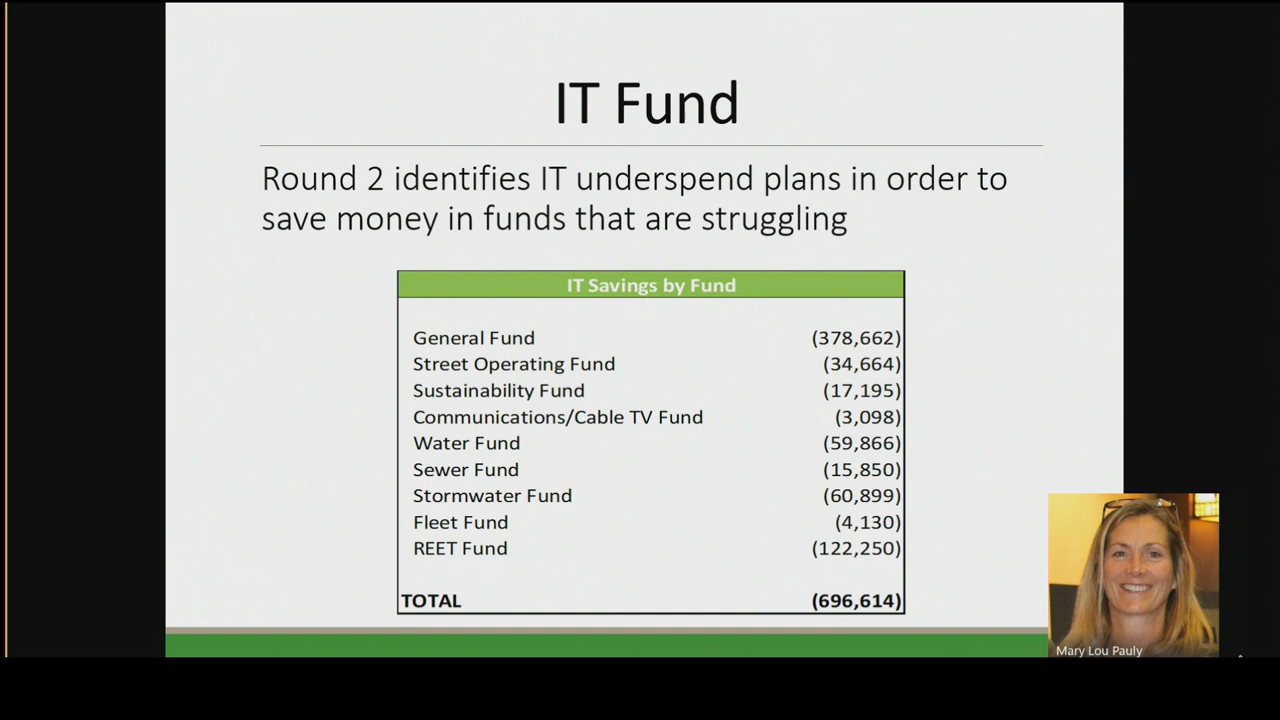 IT Fund
Round 2 identifies IT underspend plans in order to
save money in funds that are struggling
IT Savings by Fund
General Fund (378,662)
Street Operating Fund (34,664)
Sustainability Fund (17,195)
Communications/Cable TV Fund (3,098)
Water Fund (59,866)
Sewer Fund (15,850)
Stormwater Fund (60,899)
Fleet Fund (4,130)
REET Fund (122,250)
TOTAL (696,614)
Mary Lou Pauly